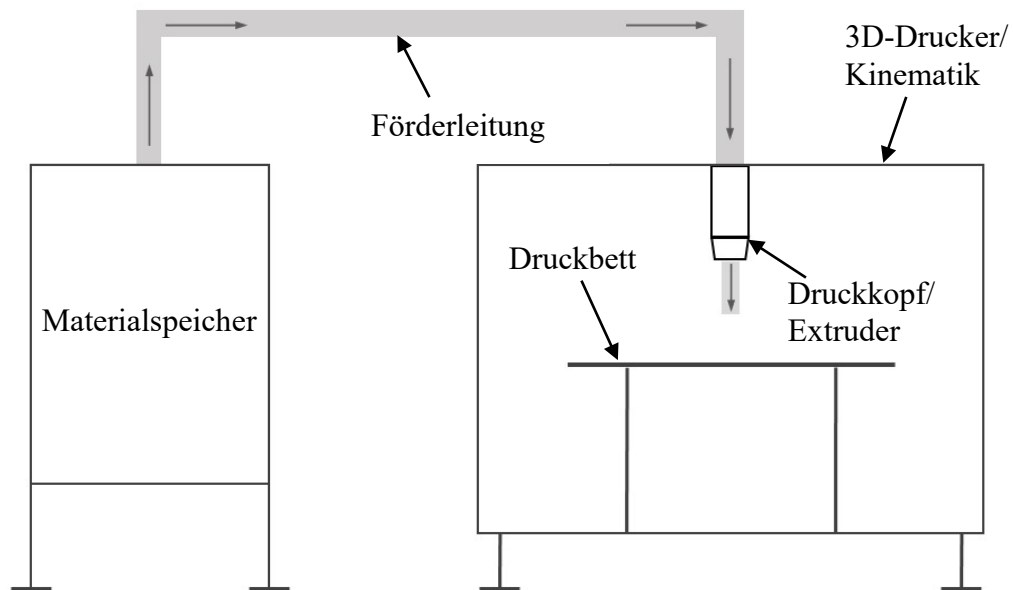 3D-Drucker/
Kinematik
Förderleitung
Druckbett
Druckkopf/
Extruder
Materialspeicher